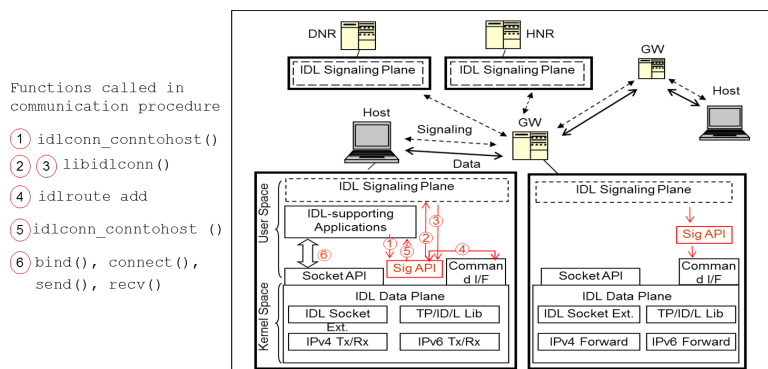 Functions called in
communication procedure
1 idlconn_conntohost()
2 3 libidlconn()
4 idlroute add
5 idlconn_conntohost ()
6 bind(), connect(),
send(), recv()
DNR
HNR
GW
IDL Signaling Plane
IDL Signaling Plane
Host
Host
GW
Signaling
Data
User Space
Kernel Space
IDL Signaling Plane
IDL-supporting
Applications
1
5
2
3
4
6
Socket API
Sig API
Comman
d I/F
IDL Data Plane
IDL Socket
Ext.
TP/ID/L Lib
IPv4 Tx/Rx
IPv6 Tx/Rx
IDL Signaling Plane
Sig API
Socket API
Comman
d I/F
IDL Data Plane
IDL Socket Ext.
TP/ID/L Lib
IPv4 Forward
IPv6 Forward